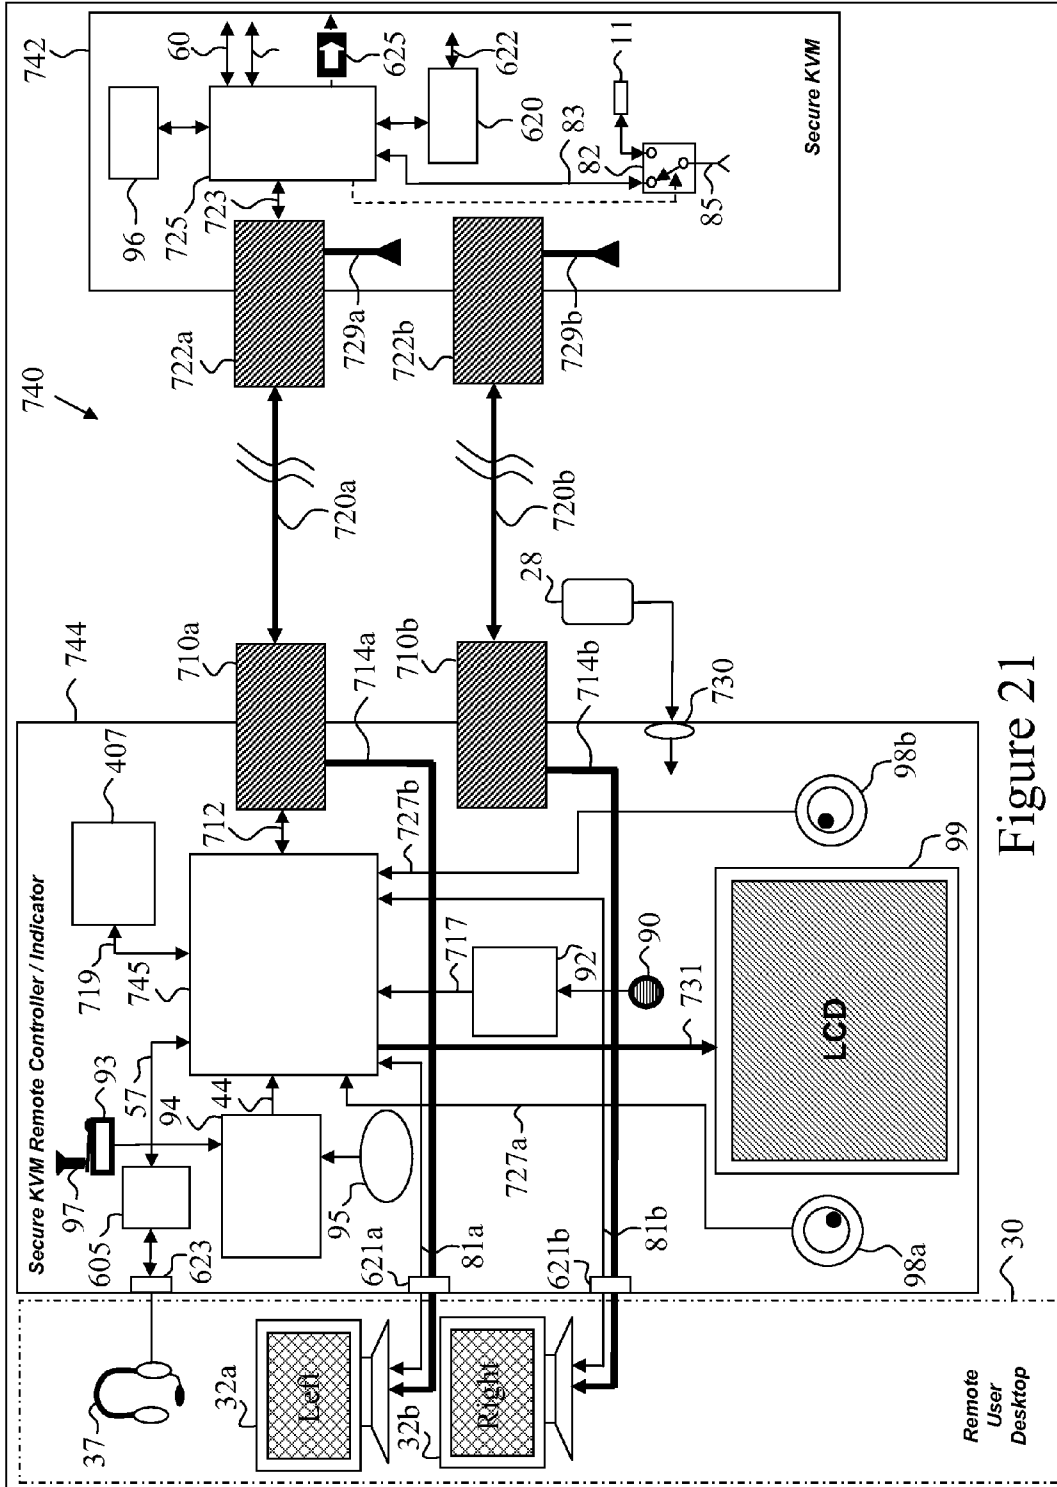 742
60
625
622
11
96
725
723
620
83
82
85
Secure KVM
722a
729a
722b
729b
740
720a
720b
28
744
710a
714a
710b
714b
730
Secure KVM Remote Controller / Indicator
407
719
745
712
727b
98b
99
57
93
94
44
97
717
92
90
731
LCD
605
623
95
621a
81a
727a
621b
81b
98a
30
37
32a
Left
32b
Right
Remote
User
Desktop
Figure 21